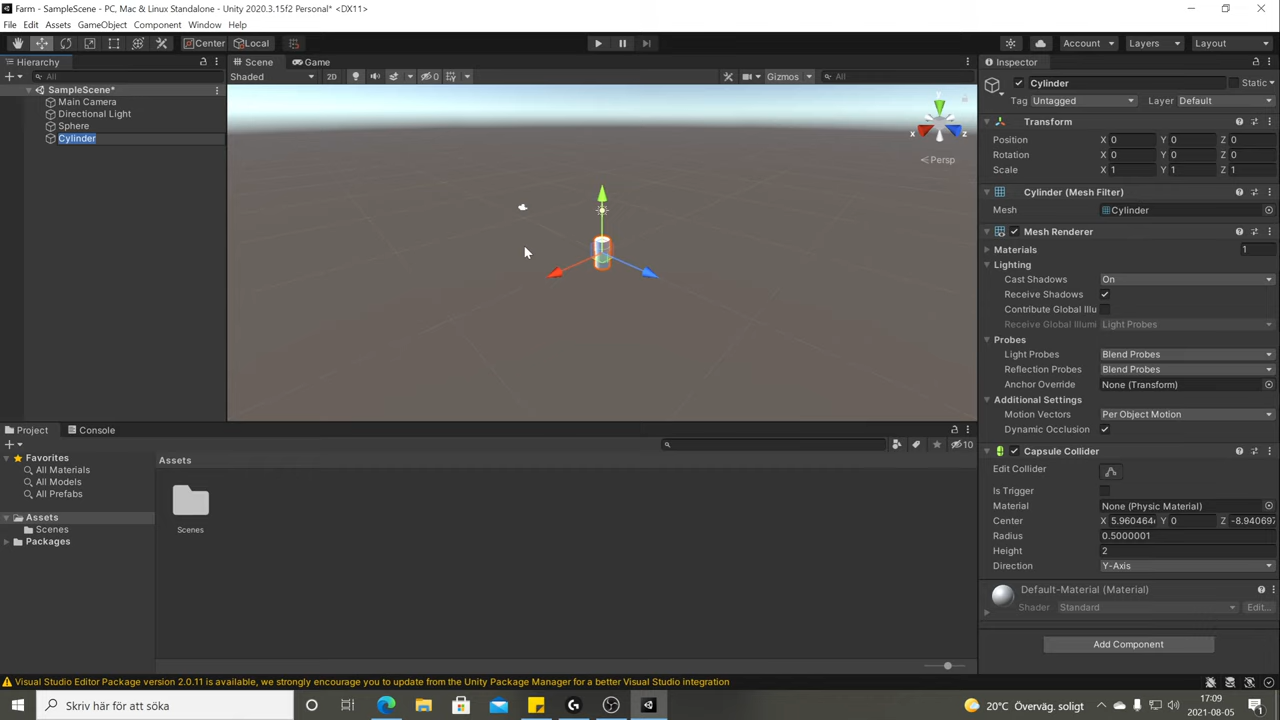 Farm - SampleScene - PC, Mac & Linux Standalone - Unity 2020.3.15f2 Personal* <DX11>
File Edit Assets GameObject Component Window Help
Center Local Account Layers Layout
Hierarchy
All
SampleScene*
Main Camera
Directional Light
Sphere
Cylinder
Scene Game
Shaded 2D 0 Gizmos All
y
x z
Persp
Inspector
Cylinder Static
Tag Untagged Layer Default
Transform
Position X 0 Y 0 Z 0
Rotation X 0 Y 0 Z 0
Scale X 1 Y 1 Z 1
Cylinder (Mesh Filter)
Mesh Cylinder
Mesh Renderer
Materials 1
Lighting
Cast Shadows On
Receive Shadows
Contribute Global Illu
Receive Global Illumi Light Probes
Probes
Light Probes Blend Probes
Reflection Probes Blend Probes
Anchor Override None (Transform)
Additional Settings
Motion Vectors Per Object Motion
Dynamic Occlusion
Capsule Collider
Edit Collider
Is Trigger
Material None (Physic Material)
Center X 5.960464 Y 0 Z -8.940697
Radius 0.5000001
Height 2
Direction Y-Axis
Default-Material (Material)
Shader Standard Edit...
Add Component
Project Console
10
Favorites
All Materials
All Models
All Prefabs
Assets
Scenes
Packages
Assets
Scenes
Visual Studio Editor Package version 2.0.11 is available, we strongly encourage you to update from the Unity Package Manager for a better Visual Studio integration
Skriv här för att söka
20°C Överväg. soligt
17:09
2021-08-05